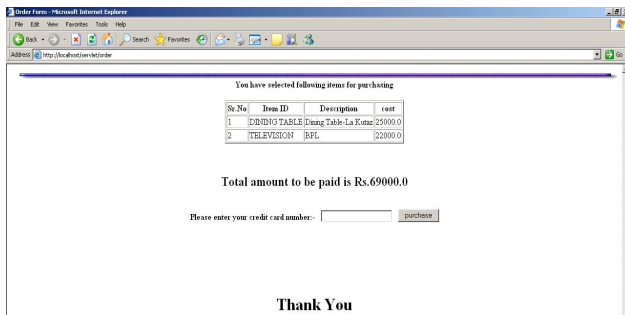 Order Form - Microsoft Internet Explorer
File Edit View Favorites Tools Help
Back Search Favorites
Address http://localhost/servlet/order Go
You have selected following items for purchasing
Sr.No Item ID Description cost
1 DINING TABLE Dinng Table-La Kutaz 25000.0
2 TELEVISION BPL 22000.0
Total amount to be paid is Rs.69000.0
Please enter your credit card number:- purchase
Thank You